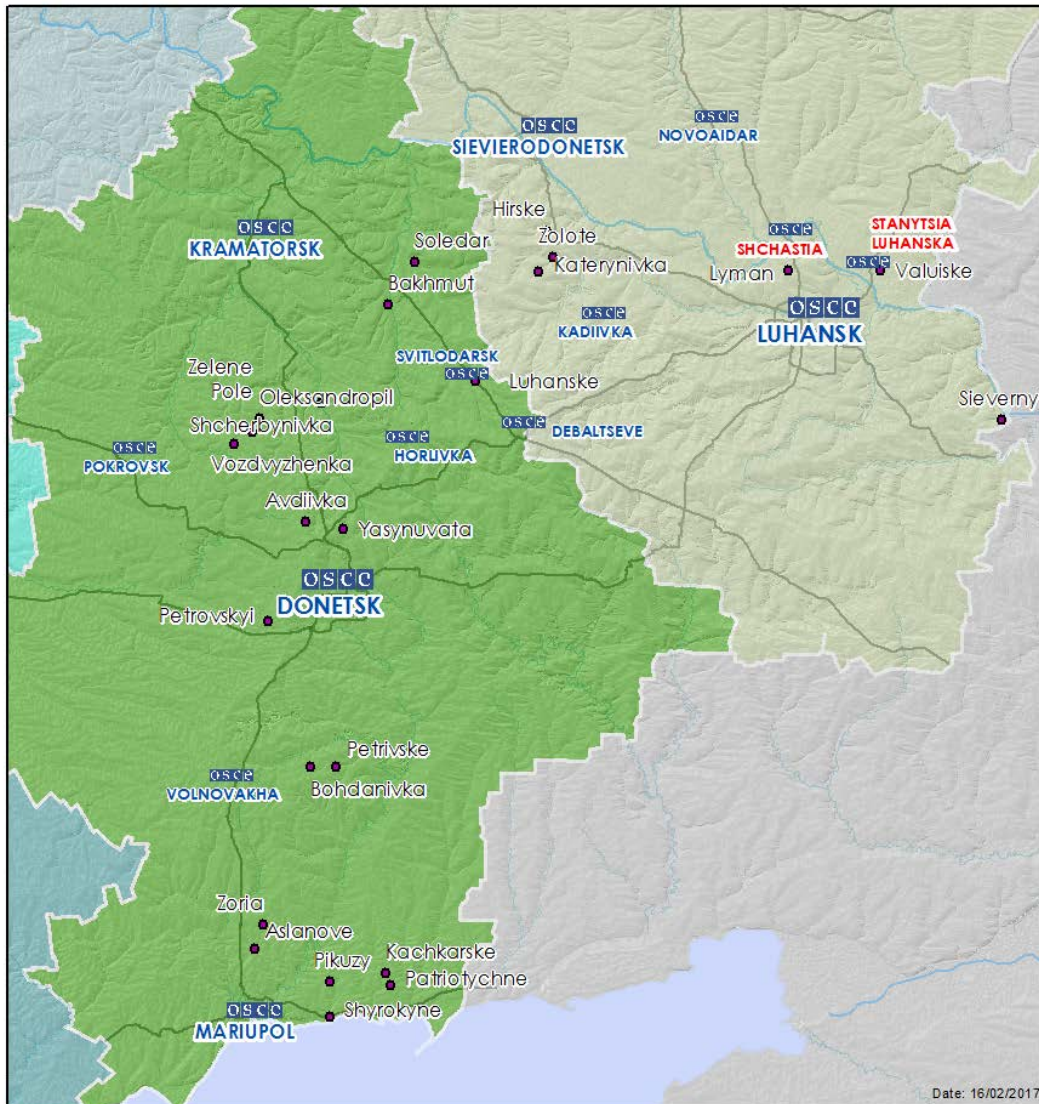 osce
SIEVIERODONETSK
osce
NOVOAIDAR
Hirske
Zolote
Katerynivka
osce
KRAMATORSK
Soledar
Bakhmut
osce
SHCHASTIA
Lyman
STANYTSIA
LUHANSKA
osce
Valuiske
osce
LUHANSK
osce
KADIIVKA
SVITLODARSK
osce
Luhanske
Sieverny
Zelene
Pole
Oleksandropil
Shcherbynivka
Vozdvyzhenka
osce
POKROVSK
osce
HORLIVKA
osce
DEBALTSEVE
Avdiivka
Yasynuvata
osce
DONETSK
Petrovskyi
Petrivske
Bohdanivka
osce
VOLNOVAKHA
Zoria
Aslanove
Pikuzy
Kachkarske
Patriotychne
Shyrokyne
osce
MARIUPOL
Date: 16/02/2017